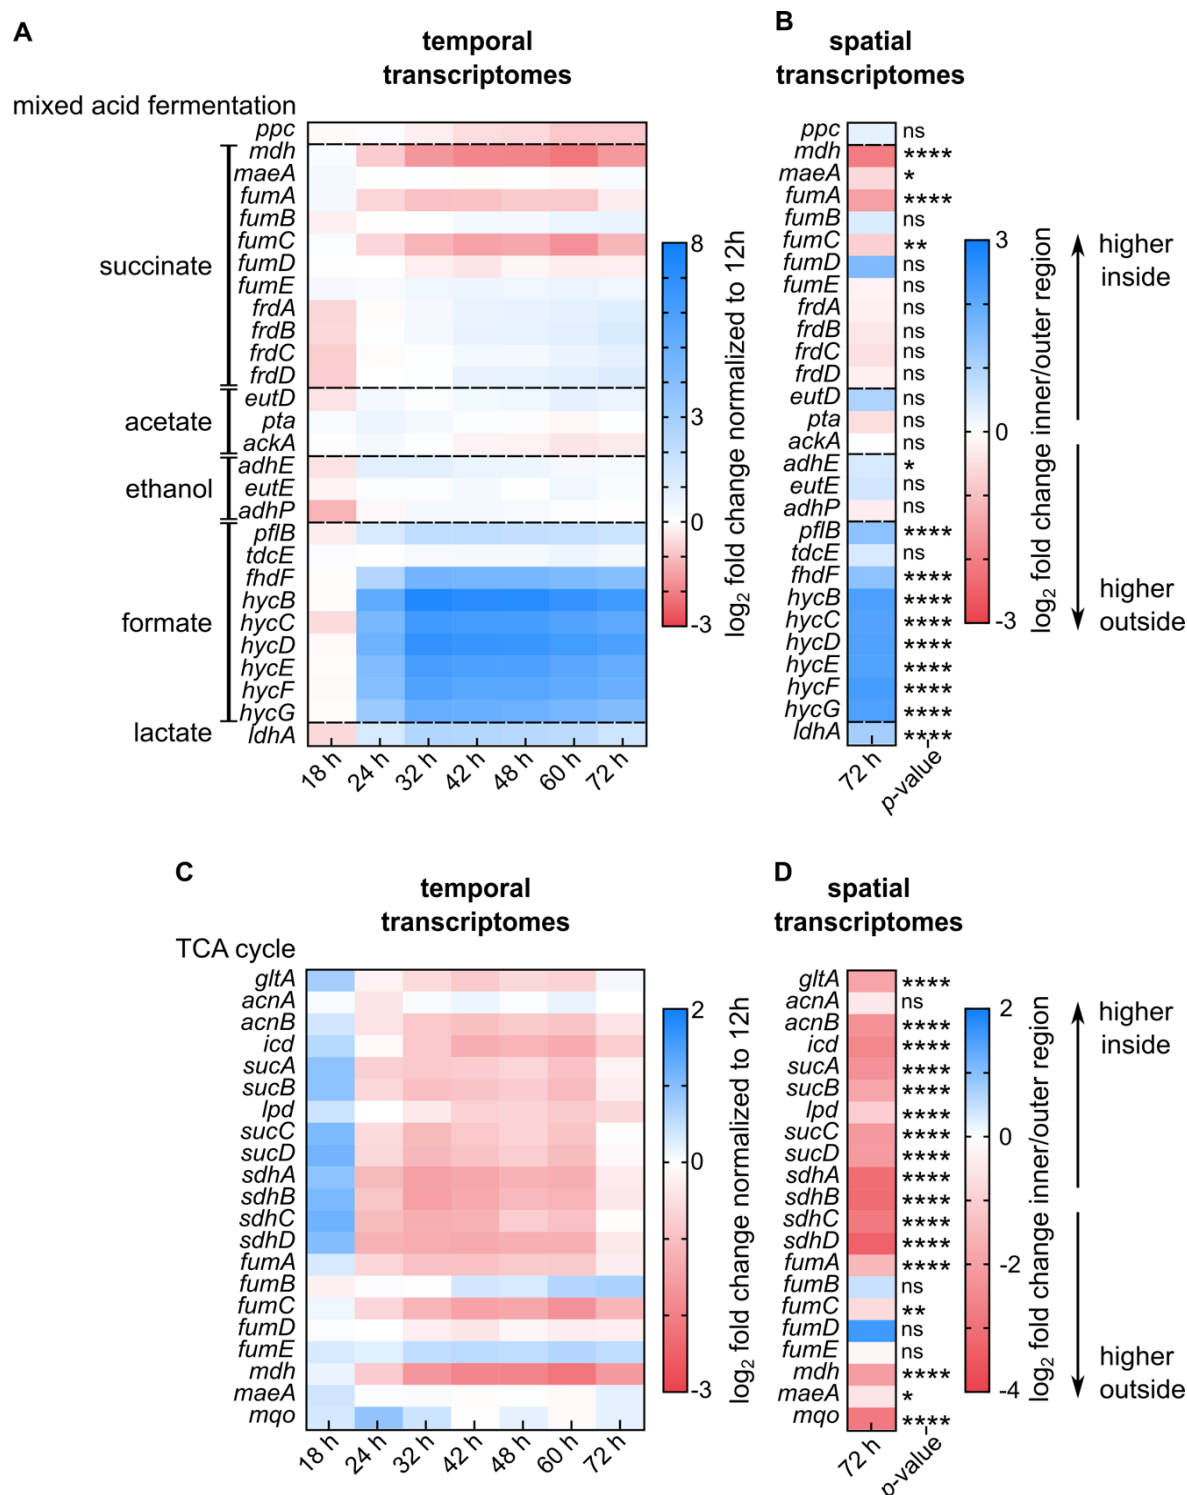 A
temporal
transcriptomes
mixed acid fermentation
ppc
mdh
maeA
fumA
fumB
fumC
fumD
fumE
frdA
frdB
frdC
frdD
eutD
pta
ackA
adhE
eutE
adhP
pflB
tdcE
fhdF
hycB
hycC
hycD
hycE
hycF
hycG
ldhA
succinate
acetate
ethanol
formate
lactate
18 h
24 h
32 h
42 h
48 h
60 h
72 h
8
3
0
-3
log2 fold change normalized to 12h
B
spatial
transcriptomes
ppc ns
mdh ****
maeA *
fumA ****
fumB ns
fumC **
fumD ns
fumE ns
frdA ns
frdB ns
frdC ns
frdD ns
eutD ns
pta ns
ackA ns
adhE *
eutE ns
adhP ns
pflB ****
tdcE ns
fhdF ****
hycB ****
hycC ****
hycD ****
hycE ****
hycF ****
hycG ****
ldhA ****
72 h
p-value
3
0
-3
log2 fold change inner/outer region
higher
inside
higher
outside
C
temporal
transcriptomes
TCA cycle
gltA
acnA
acnB
icd
sucA
sucB
lpd
sucC
sucD
sdhA
sdhB
sdhC
sdhD
fumA
fumB
fumC
fumD
fumE
mdh
maeA
mqo
18 h
24 h
32 h
42 h
48 h
60 h
72 h
2
0
-3
log2 fold change normalized to 12h
D
spatial
transcriptomes
gltA ****
acnA ns
acnB ****
icd ****
sucA ****
sucB ****
lpd ****
sucC ****
sucD ****
sdhA ****
sdhB ****
sdhC ****
sdhD ****
fumA ****
fumB ns
fumC **
fumD ns
fumE ns
mdh ****
maeA *
mqo ****
72 h
p-value
2
0
-2
-4
log2 fold change inner/outer region
higher
inside
higher
outside